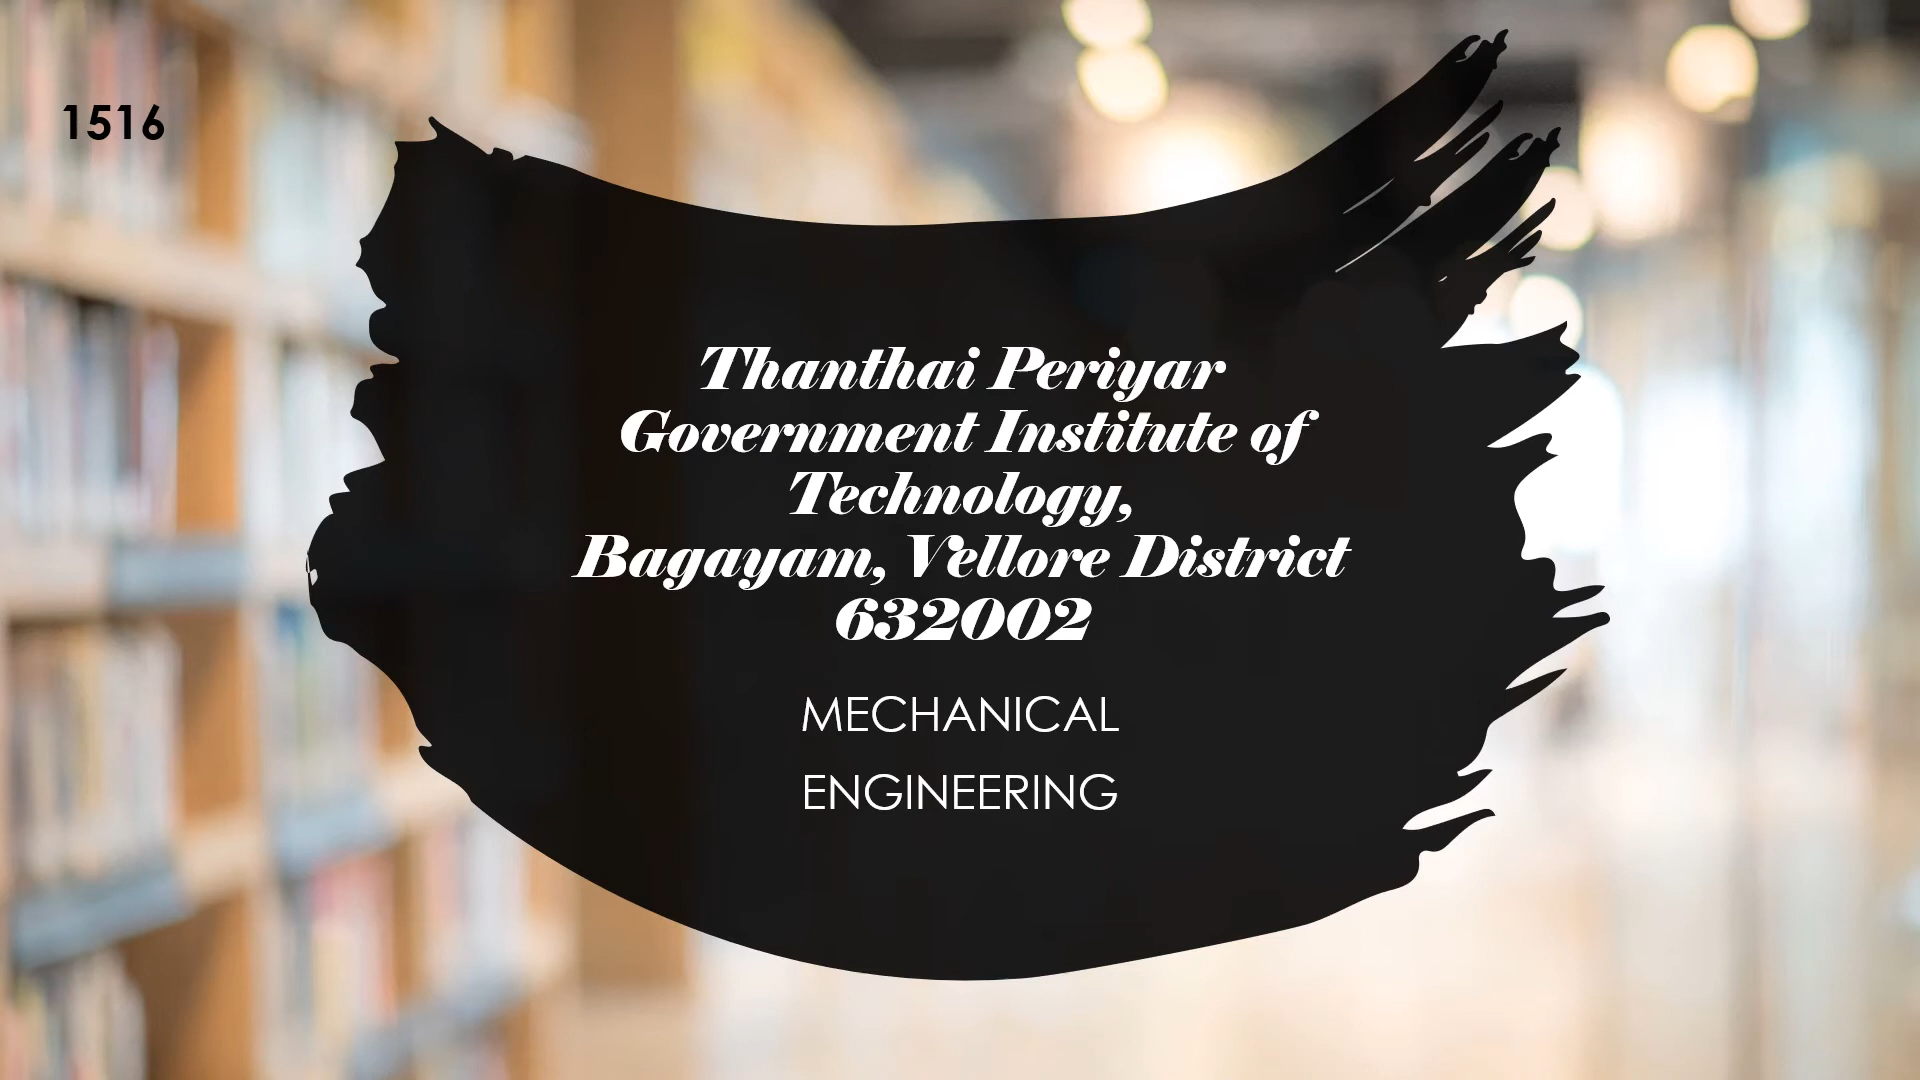 1516
Thanthai Periyar
Government Institute of
Technology,
Bagayam, Vellore District
632002
MECHANICAL
ENGINEERING